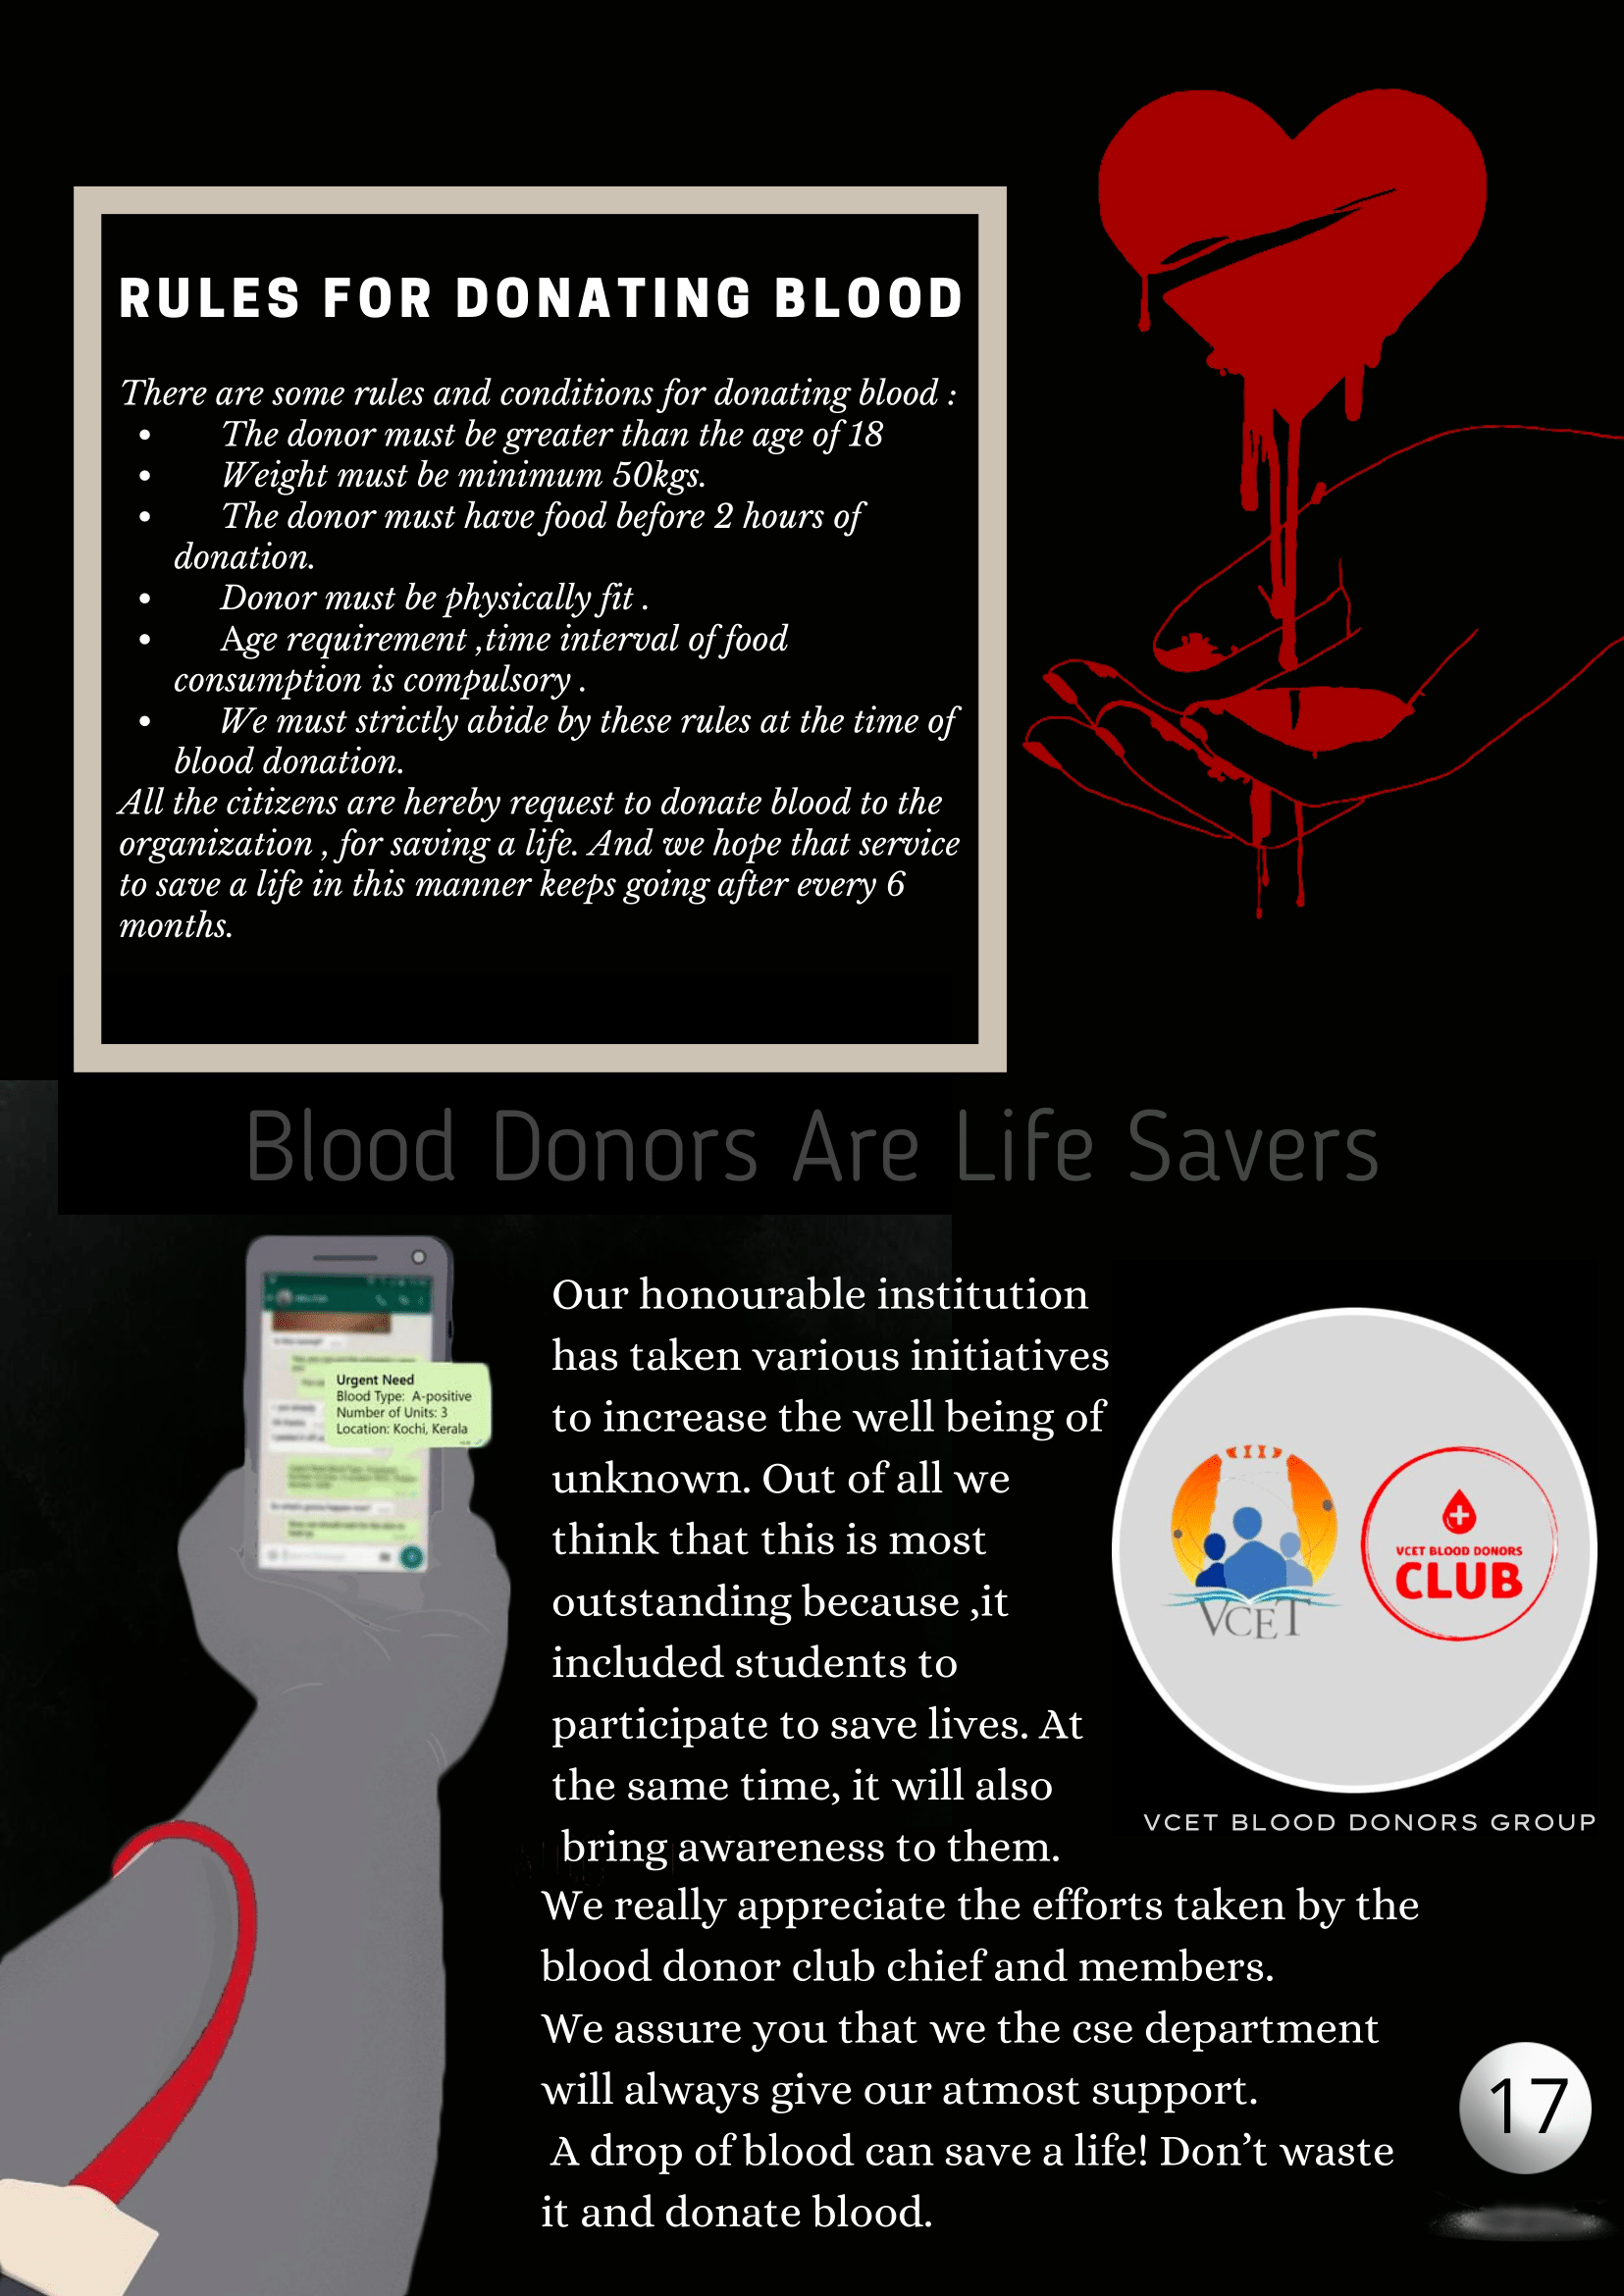 RULES FOR DONATING BLOOD
There are some rules and conditions for donating blood :
• The donor must be greater than the age of 18
• Weight must be minimum 50kgs.
• The donor must have food before 2 hours of
donation.
• Donor must be physically fit .
• Age requirement ,time interval of food
consumption is compulsory .
• We must strictly abide by these rules at the time of
blood donation.
All the citizens are hereby request to donate blood to the
organization , for saving a life. And we hope that service
to save a life in this manner keeps going after every 6
months.
Blood Donors Are Life Savers
Urgent Need
Blood Type: A-positive
Number of Units: 3
Location: Kochi, Kerala
Our honourable institution
has taken various initiatives
to increase the well being of
unknown. Out of all we
think that this is most
outstanding because ,it
included students to
participate to save lives. At
the same time, it will also
bring awareness to them.
We really appreciate the efforts taken by the
blood donor club chief and members.
We assure you that we the cse department
will always give our atmost support.
A drop of blood can save a life! Don’t waste
it and donate blood.
VCET
VCET BLOOD DONORS
CLUB
VCET BLOOD DONORS GROUP
17